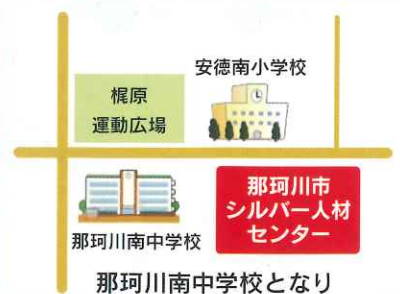 安德南小学校
梶原
運動広場
那珂川市
シルバー人材
センター
那珂川南中学校
那珂川南中学校となり